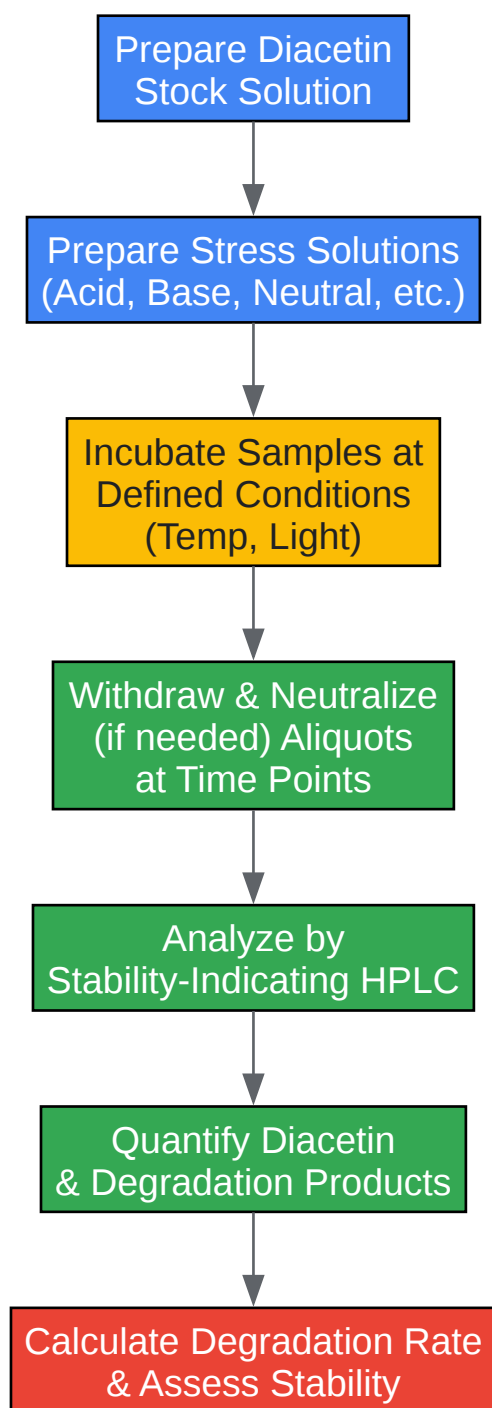 Prepare Diacetin
Stock Solution
Prepare Stress Solutions
(Acid, Base, Neutral, etc.)
Incubate Samples at
Defined Conditions
(Temp, Light)
Withdraw & Neutralize
(if needed) Aliquots
at Time Points
Analyze by
Stability-Indicating HPLC
Quantify Diacetin
& Degradation Products
Calculate Degradation Rate
& Assess Stability